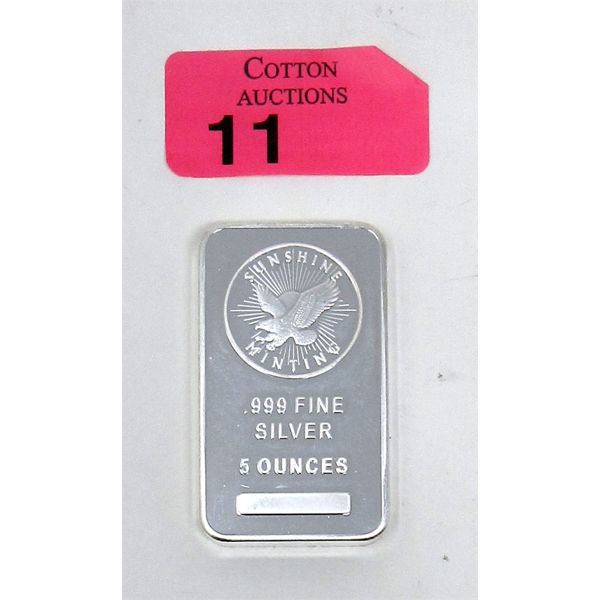 COTTON
AUCTIONS
11
SUNSHINE
MINTING
.999 FINE
SILVER
5 OUNCES